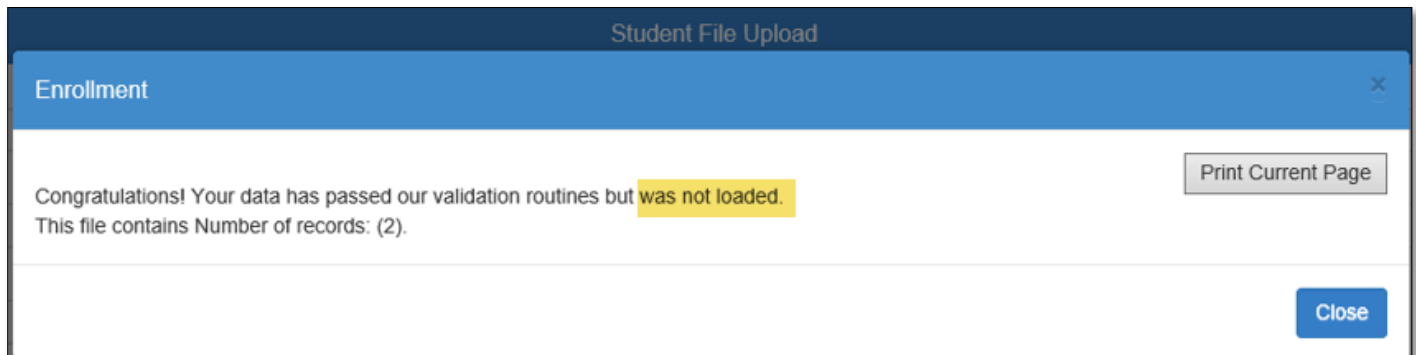 Student File Upload
Enrollment
×
Print Current Page
Congratulations! Your data has passed our validation routines but was not loaded.
This file contains Number of records: (2).
Close